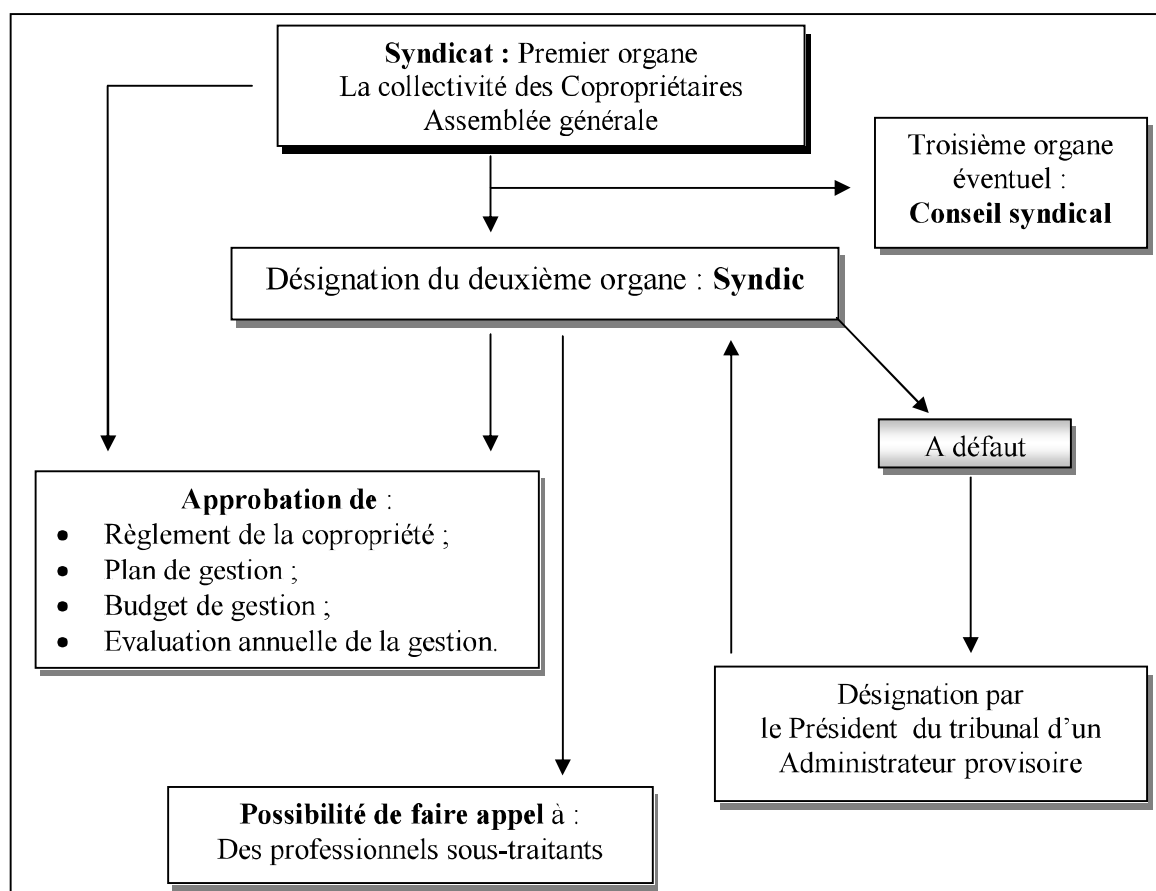 Syndicat : Premier organe
La collectivité des Copropriétaires
Assemblée générale
Troisième organe
éventuel :
Conseil syndical
Désignation du deuxième organe : Syndic
A défaut
Approbation de :
• Règlement de la copropriété ;
• Plan de gestion ;
• Budget de gestion ;
• Evaluation annuelle de la gestion.
Désignation par
le Président du tribunal d’un
Administrateur provisoire
Possibilité de faire appel à :
Des professionnels sous-traitants